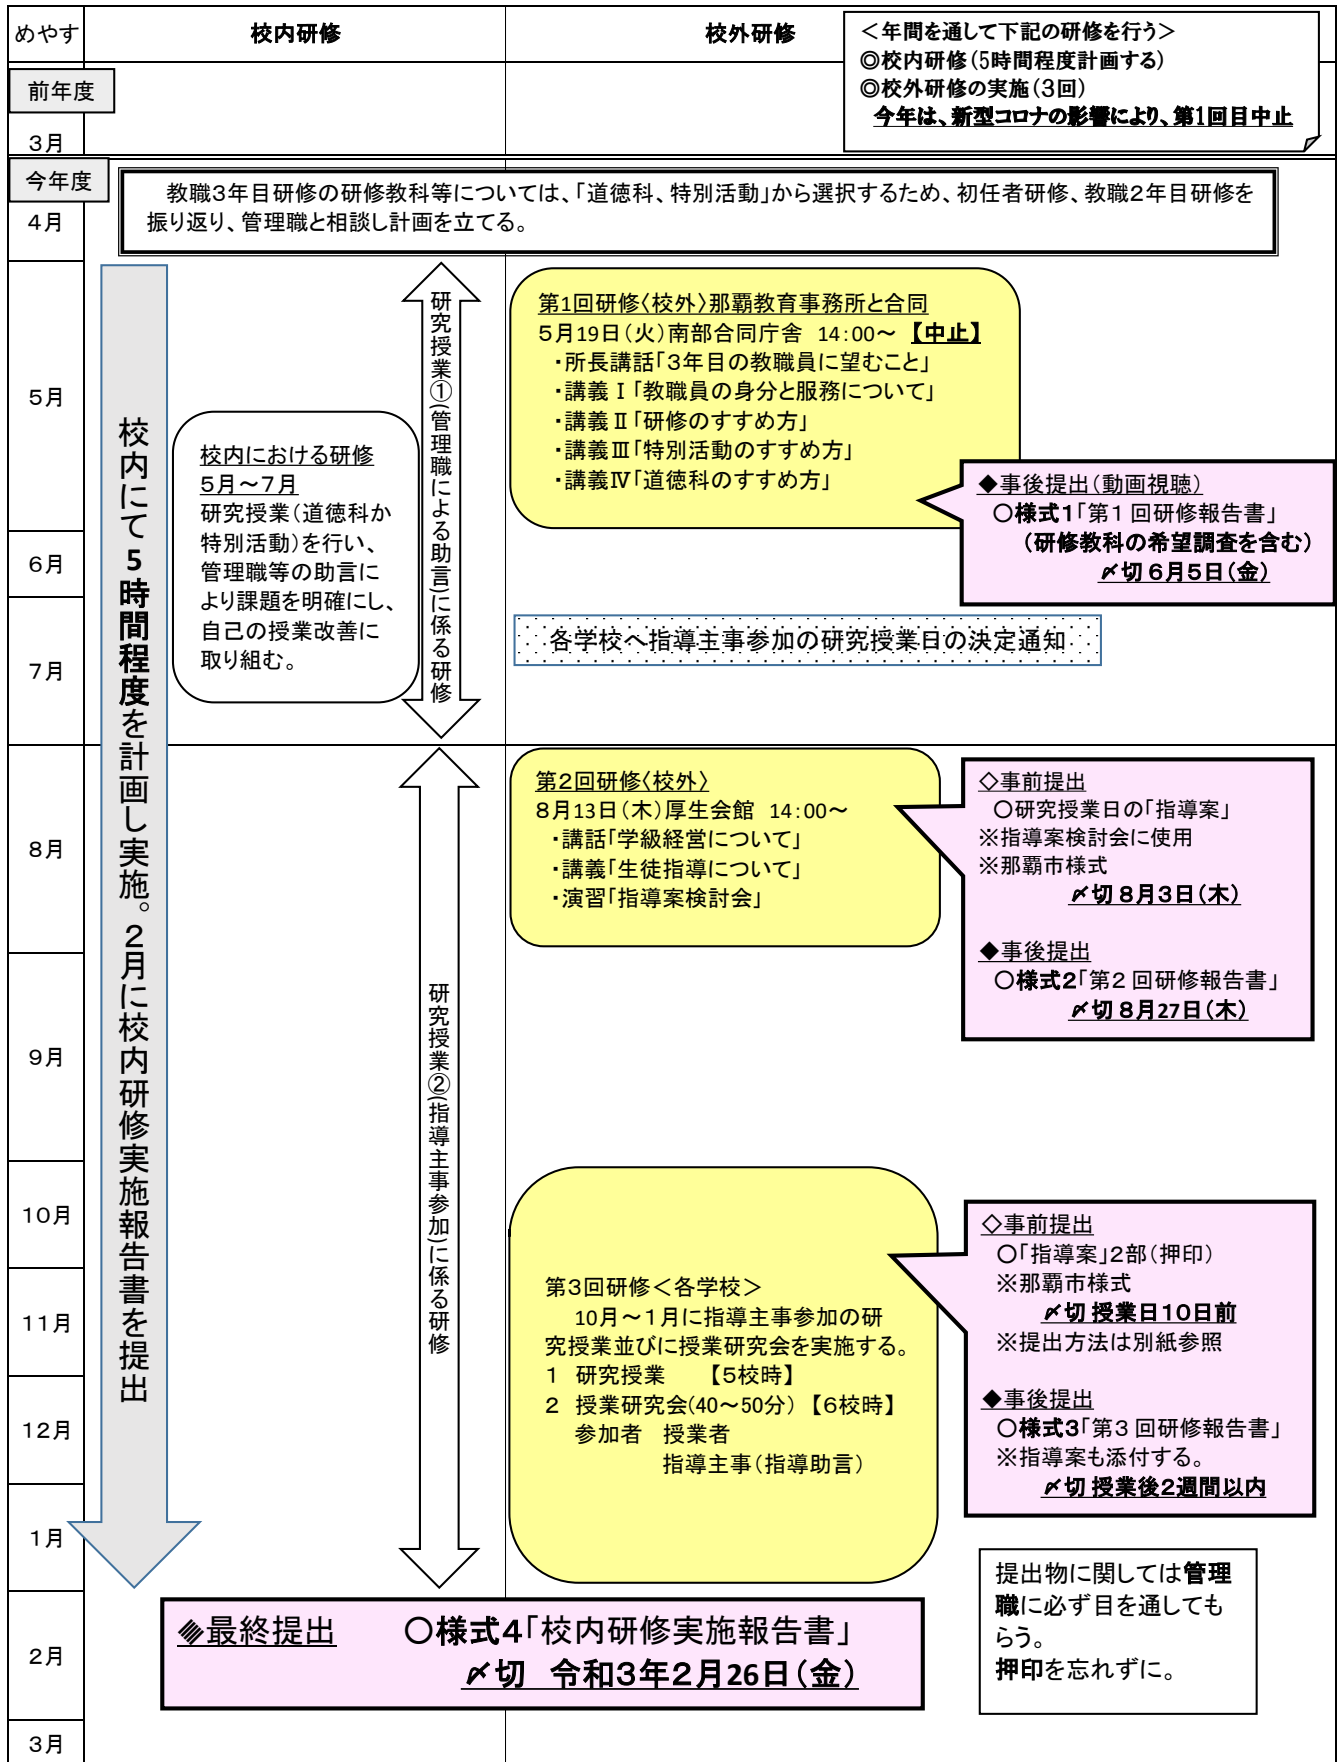 めやす
校内研修
校外研修
＜年間を通して下記の研修を行う＞
◎校内研修（5時間程度計画する）
◎校外研修の実施（3回）
今年は、新型コロナの影響により、第1回目中止
前年度
3月
今年度
4月
教職3年目研修の研修教科等については、「道徳科、特別活動」から選択するため、初任者研修、教職2年目研修を
振り返り、管理職と相談し計画を立てる。
5月
6月
7月
8月
9月
10月
11月
12月
1月
2月
3月
校内にて5時間程度を計画し実施。2月に校内研修実施報告書を提出
校内における研修
5月～7月
研究授業（道徳科か
特別活動）を行い、
管理職等の助言に
より課題を明確にし、
自己の授業改善に
取り組む。
研究授業①(管理職による助言)に係る研修
第1回研修〈校外〉那覇教育事務所と合同
5月19日（火）南部合同庁舎 14：00～ 【中止】
・所長講話「3年目の教職員に望むこと」
・講義Ⅰ「教職員の身分と服務について」
・講義Ⅱ「研修のすすめ方」
・講義Ⅲ「特別活動のすすめ方」
・講義Ⅳ「道徳科のすすめ方」
◆事後提出（動画視聴）
○様式1「第1回研修報告書」
（研修教科の希望調査を含む）
〆切 6月5日（金）
各学校へ指導主事参加の研究授業日の決定通知
研究授業②(指導主事参加)に係る研修
第2回研修〈校外〉
8月13日（木）厚生会館 14：00～
・講話「学級経営について」
・講義「生徒指導について」
・演習「指導案検討会」
◇事前提出
○研究授業日の「指導案」
※指導案検討会に使用
※那覇市様式
〆切 8月3日（木）
◆事後提出
○様式2「第2回研修報告書」
〆切 8月27日（木）
第3回研修＜各学校＞
10月～1月に指導主事参加の研
究授業並びに授業研究会を実施する。
1 研究授業 【5校時】
2 授業研究会(40～50分) 【6校時】
参加者 授業者
指導主事（指導助言）
◇事前提出
○「指導案」2部（押印）
※那覇市様式
〆切 授業日10日前
※提出方法は別紙参照
◆事後提出
○様式3「第3回研修報告書」
※指導案も添付する。
〆切 授業後2週間以内
提出物に関しては管理
職に必ず目を通しても
らう。
押印を忘れずに。
◆最終提出 ○様式4「校内研修実施報告書」
〆切 令和3年2月26日（金）